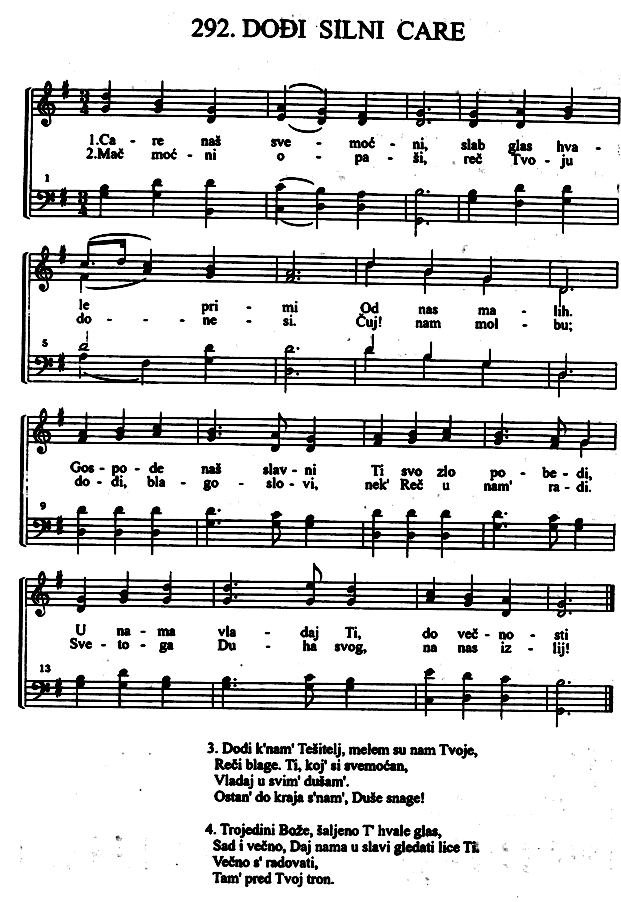 292. DOĐI SILNI CARE
1.Ca - re naš sve - moć - ni, slab glas hva -
2.Mač moć - ni o - pa - ši, reč Tvo - ju
1
le pri - mi Od nas ma - lih.
do - - - ne - si. Čuj! nam mol - bu;
5
Gos - po - de naš slav - ni Ti svo zlo po - be - di,
do - đi, bla - go - slo - vi, nek' Reč u nam' ra - di.
9
U na - ma vla - daj Ti, do več - no - sti
Sve - to - ga Du - ha svog, na nas iz - lij!
13
3. Dođi k'nam' Tešitelj, melem su nam Tvoje,
Reči blage. Ti, koj' si svemoćan,
Vladaj u svim' dušam'.
Ostan' do kraja s'nam', Duše snage!
4. Trojedini Bože, šaljeno T' hvale glas,
Sad i večno, Daj nama u slavi gledati lice Ti.
Večno s' radovati,
Tam' pred Tvoj tron.